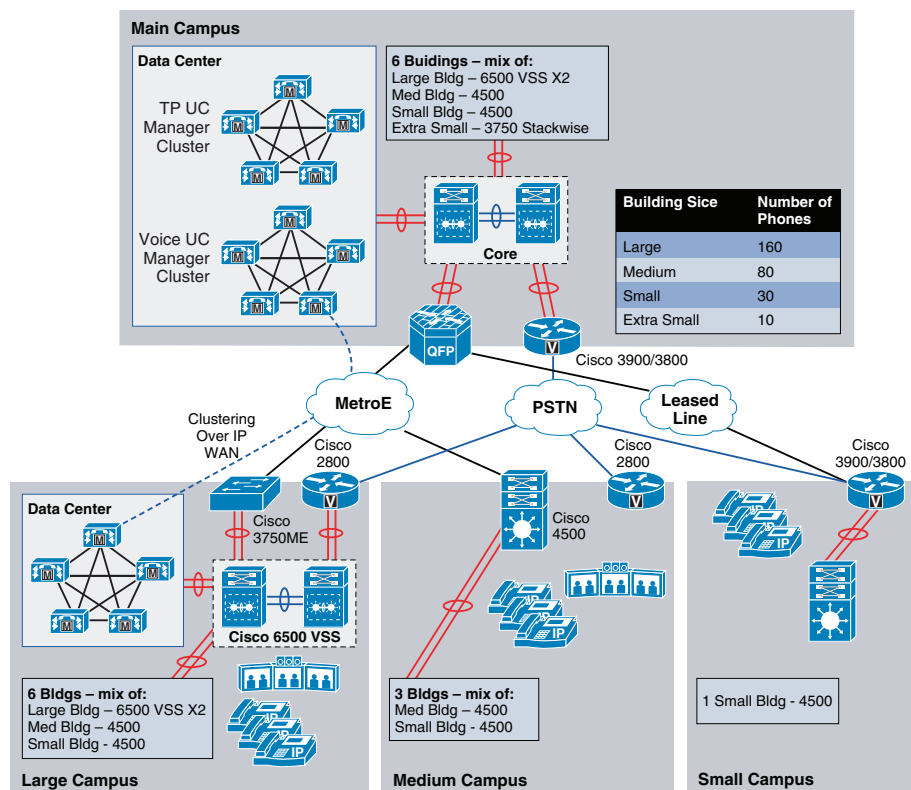 Main Campus
Data Center
TP UC
Manager
Cluster
M
M
M
M
M
Voice UC
Manager
Cluster
M
M
M
M
M
6 Buidings – mix of:
Large Bldg – 6500 VSS X2
Med Bldg – 4500
Small Bldg – 4500
Extra Small – 3750 Stackwise
Core
Building Sice Number of Phones
Large 160
Medium 80
Small 30
Extra Small 10
QFP
V
Cisco 3900/3800
MetroE
PSTN
Leased
Line
Clustering
Over IP
WAN
Cisco
2800
V
Cisco
2800
V
Cisco
3900/3800
V
Data Center
M
M
M
M
M
Cisco
3750ME
Cisco 6500 VSS
6 Bldgs – mix of:
Large Bldg – 6500 VSS X2
Med Bldg – 4500
Small Bldg - 4500
IP
Large Campus
Cisco
4500
IP
3 Bldgs – mix of:
Med Bldg – 4500
Small Bldg – 4500
Medium Campus
IP
1 Small Bldg - 4500
Small Campus